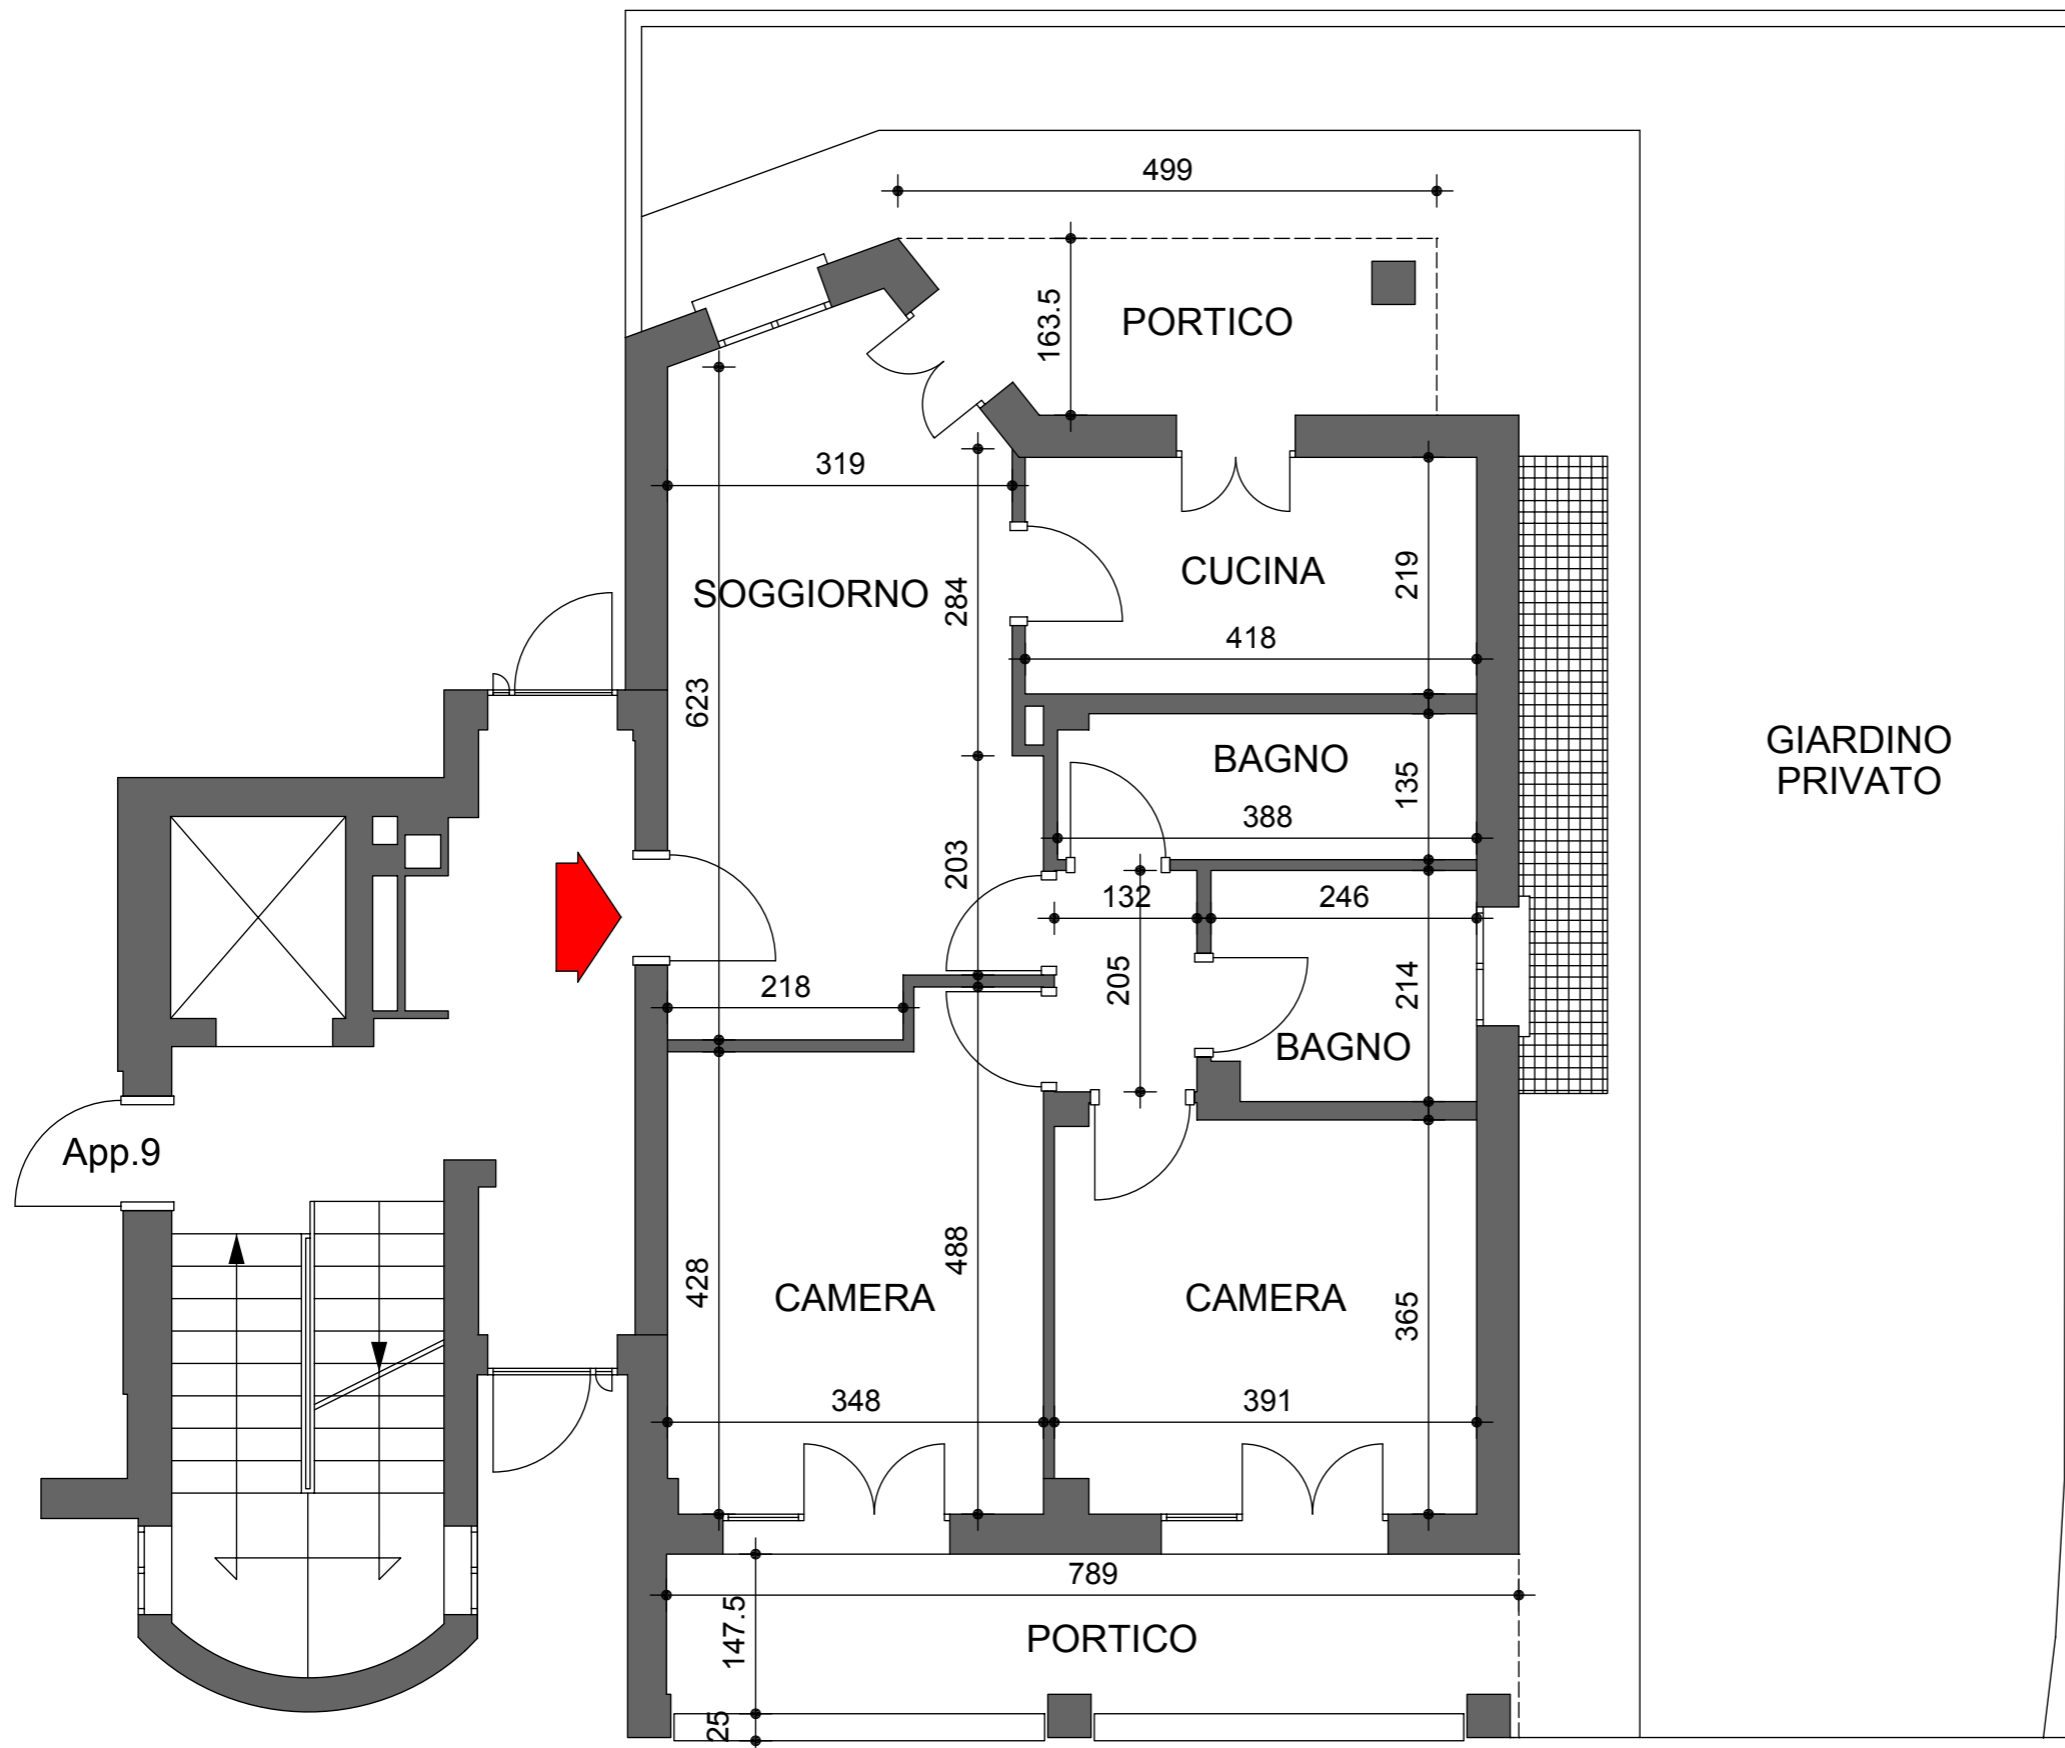 499
163.5
PORTICO
319
SOGGIORNO
284
CUCINA
219
418
623
GIARDINO
PRIVATO
BAGNO
135
388
203
132
246
218
205
214
BAGNO
App.9
428
488
CAMERA
CAMERA
365
348
391
789
147.5
PORTICO
25